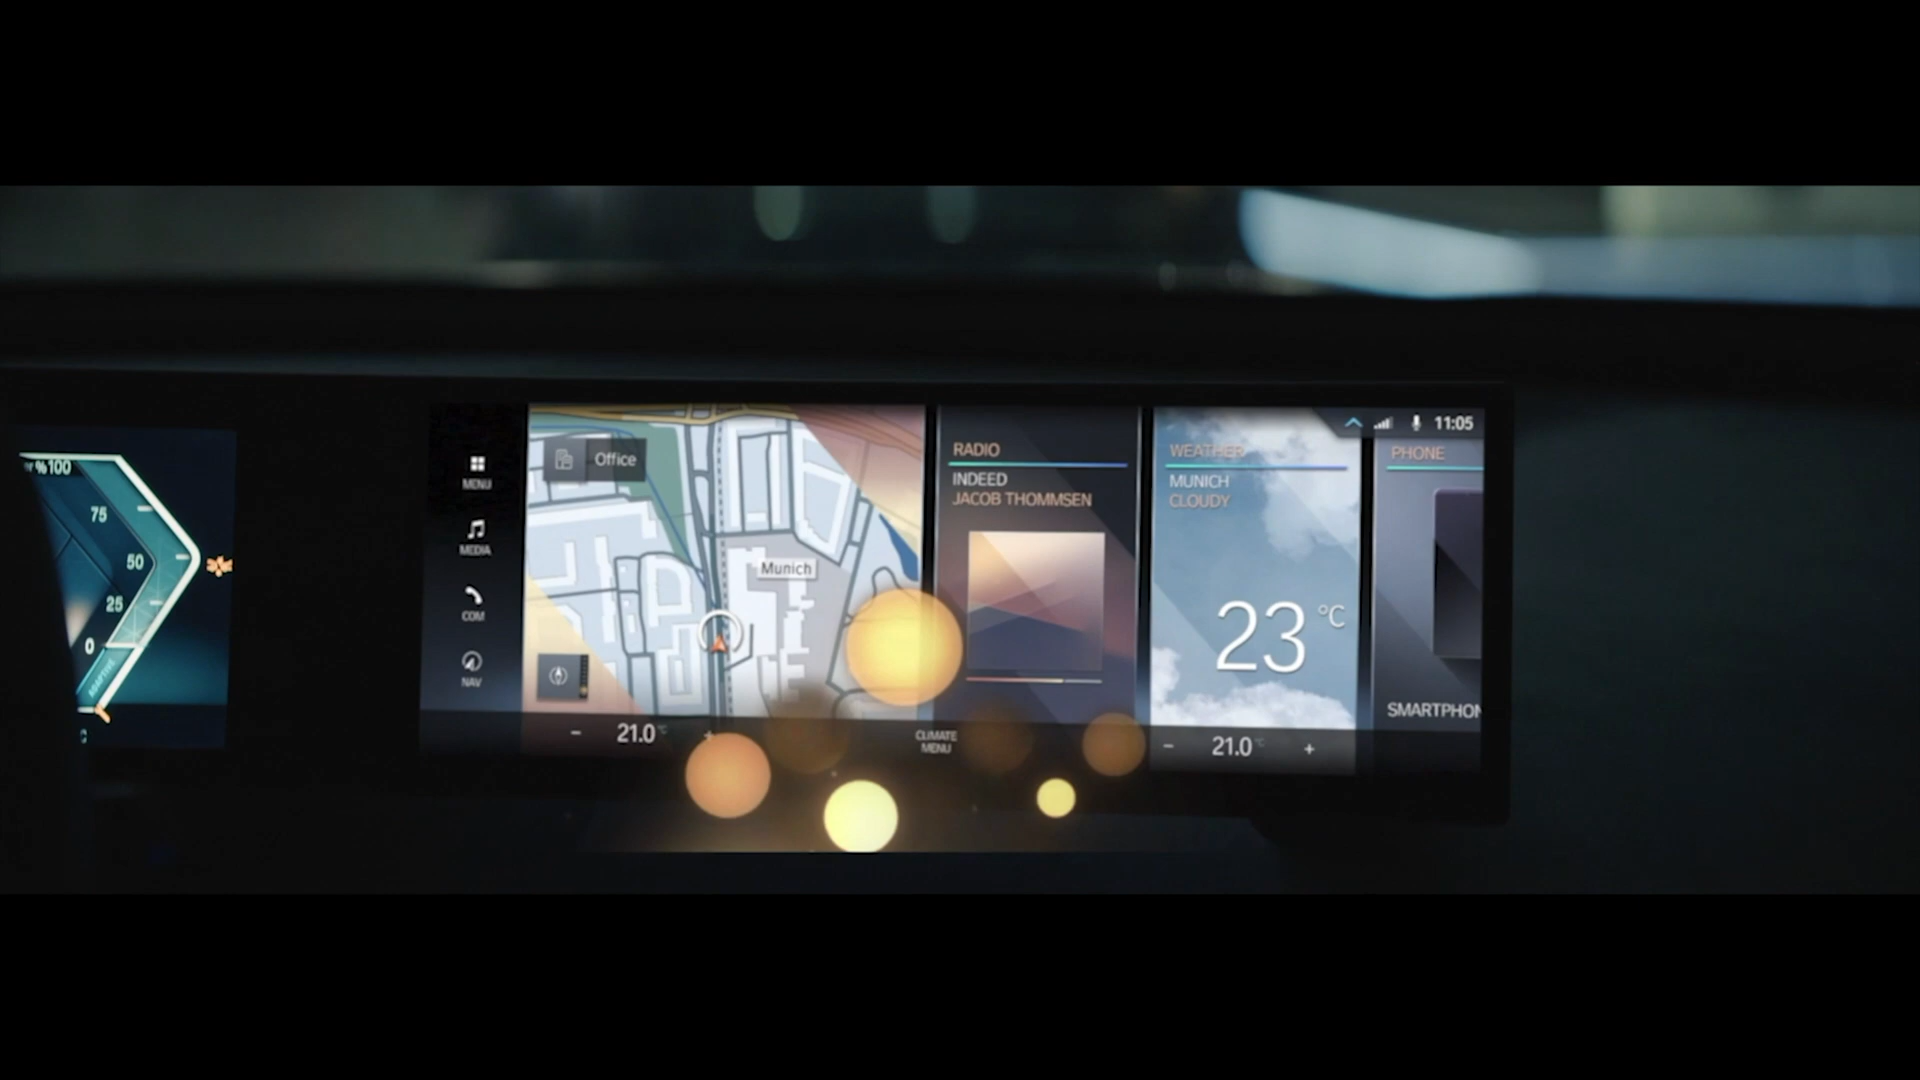 %100
75
50
25
0
ADAPTIVE
MENU
MEDIA
COM
NAV
Office
Munich
- 21.0 °C +
CLIMATE
MENU
RADIO
INDEED
JACOB THOMMSEN
WEATHER
MUNICH
CLOUDY
23 °C
- 21.0 °C +
11:05
PHONE
SMARTPHON